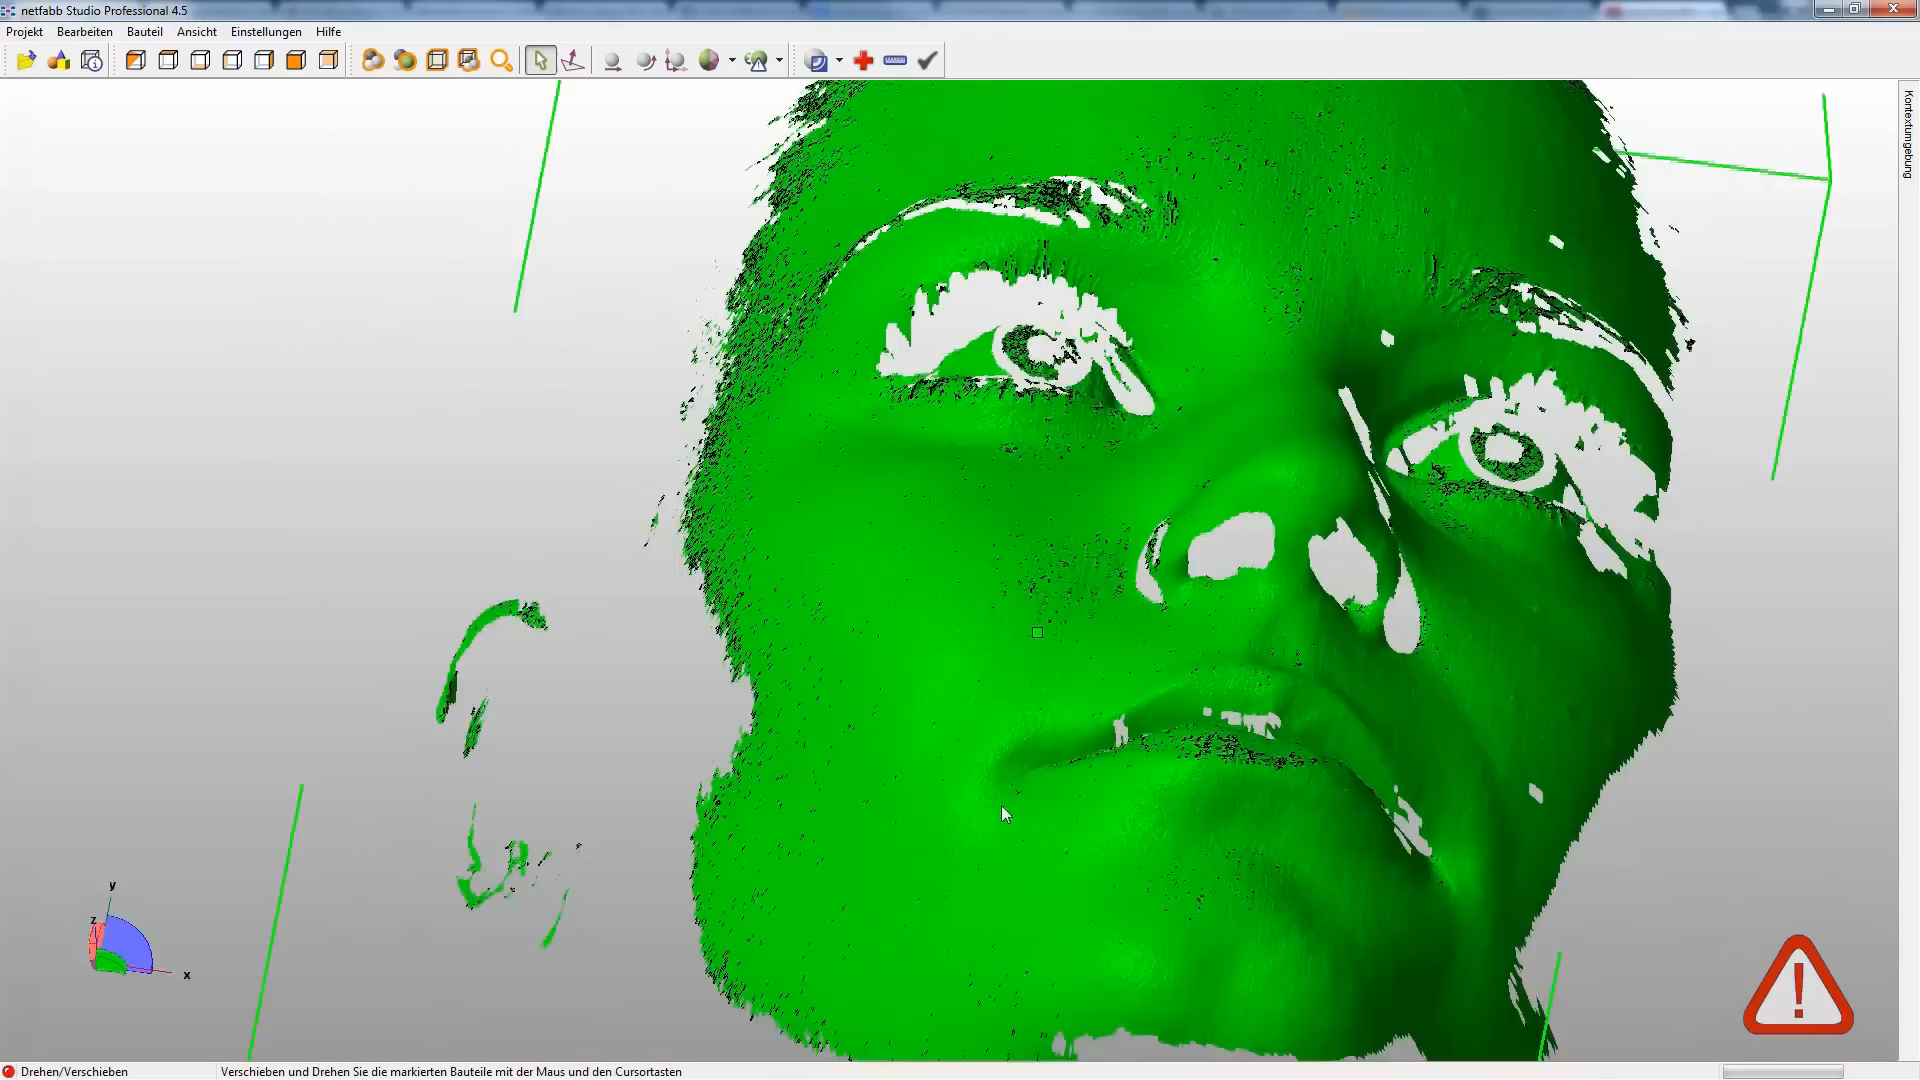 netfabb Studio Professional 4.5
Projekt Bearbeiten Bauteil Ansicht Einstellungen Hilfe
Kontextumgebung
y
z
x
Drehen/Verschieben
Verschieben und Drehen Sie die markierten Bauteile mit der Maus und den Cursortasten